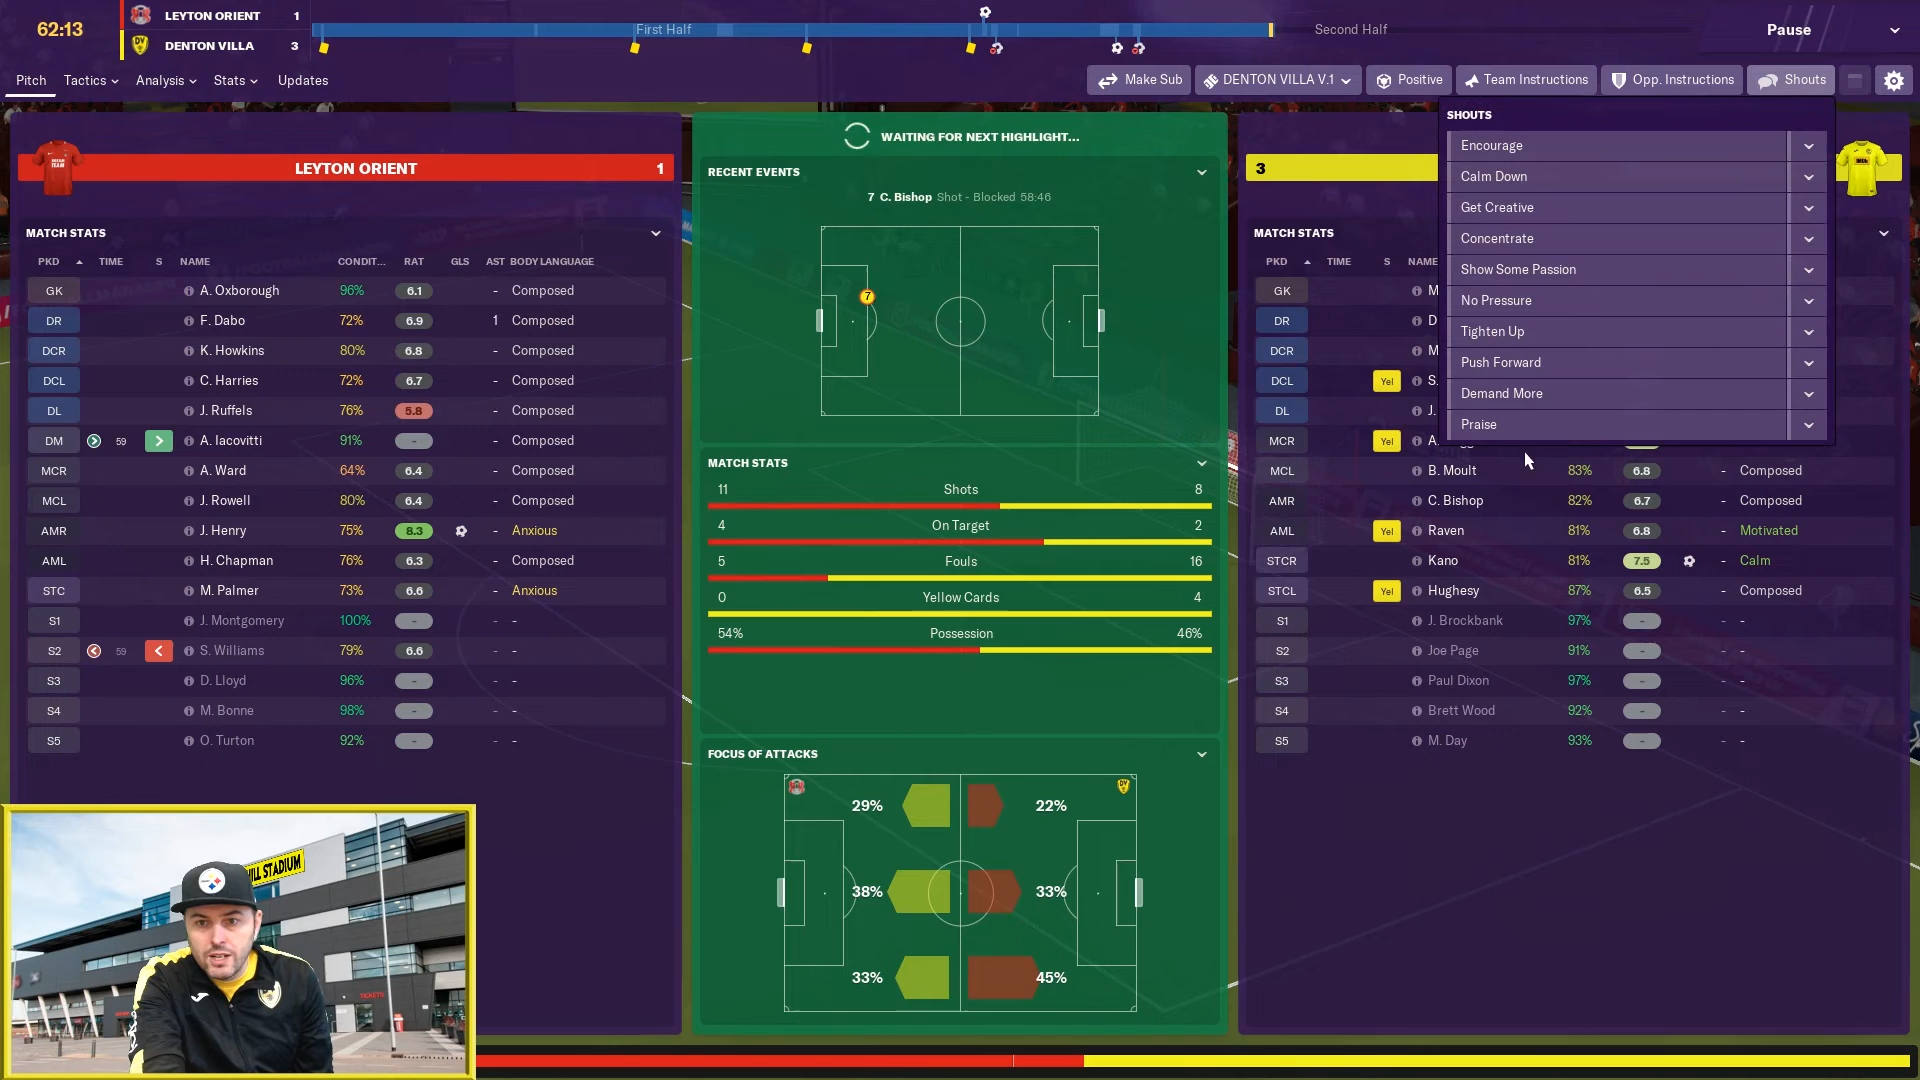 62:13
LEYTON ORIENT 1
DENTON VILLA 3
First Half
Second Half
Pause
Pitch Tactics Analysis Stats Updates
Make Sub DENTON VILLA V.1 Positive Team Instructions Opp. Instructions Shouts
LEYTON ORIENT 1
MATCH STATS
PKD TIME S NAME CONDIT... RAT GLS AST BODY LANGUAGE
GK A. Oxborough 96% 6.1 - Composed
DR F. Dabo 72% 6.9 1 Composed
DCR K. Howkins 80% 6.8 - Composed
DCL C. Harries 72% 6.7 - Composed
DL J. Ruffels 76% 5.8 - Composed
DM 59 A. Iacovitti 91% - - Composed
MCR A. Ward 64% 6.4 - Composed
MCL J. Rowell 80% 6.4 - Composed
AMR J. Henry 75% 8.3 - Anxious
AML H. Chapman 76% 6.3 - Composed
STC M. Palmer 73% 6.6 - Anxious
S1 J. Montgomery 100% - - -
S2 59 S. Williams 79% 6.6 - -
S3 D. Lloyd 96% - - -
S4 M. Bonne 98% - - -
S5 O. Turton 92% - - -
WAITING FOR NEXT HIGHLIGHT...
RECENT EVENTS
7 C. Bishop Shot - Blocked 58:46
7
MATCH STATS
11 Shots 8
4 On Target 2
5 Fouls 16
0 Yellow Cards 4
54% Possession 46%
FOCUS OF ATTACKS
DV
29% 22%
38% 33%
33% 45%
3
SHOUTS
Encourage
Calm Down
Get Creative
Concentrate
Show Some Passion
No Pressure
Tighten Up
Push Forward
Demand More
Praise
MATCH STATS
PKD TIME S NAME
GK M
DR D
DCR M
DCL Yel S.
DL J.
MCR Yel A.
MCL B. Moult 83% 6.8 - Composed
AMR C. Bishop 82% 6.7 - Composed
AML Yel Raven 81% 6.8 - Motivated
STCR Kano 81% 7.5 - Calm
STCL Yel Hughesy 87% 6.5 - Composed
S1 J. Brockbank 97% - - -
S2 Joe Page 91% - - -
S3 Paul Dixon 97% - - -
S4 Brett Wood 92% - - -
S5 M. Day 93% - - -
STADIUM
TICKETS